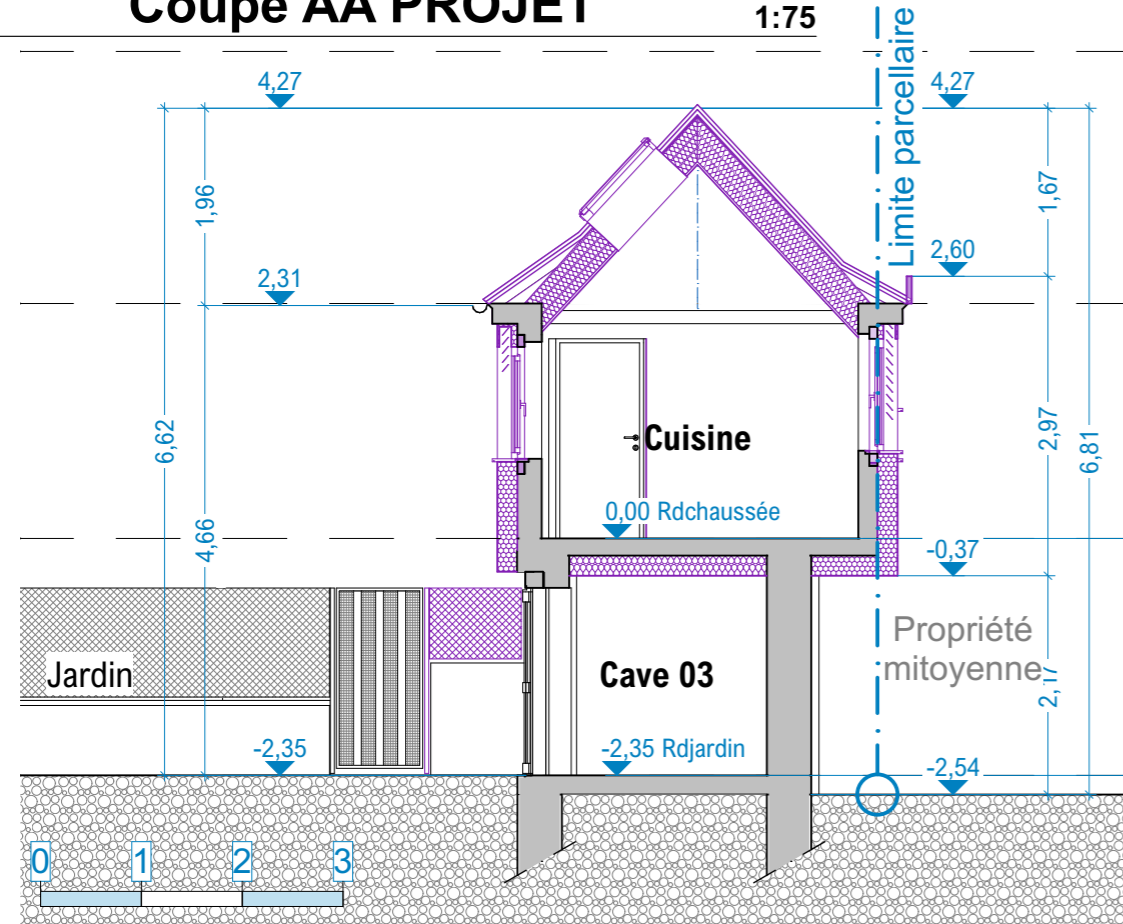 Coupe AA PROJET
1:75
Limite parcellaire
4,27
4,27
1,96
1,67
2,60
2,31
6,62
2,97
6,81
Cuisine
4,66
0,00 Rdchaussée
-0,37
Propriété
mitoyenne
Jardin
Cave 03
2,17
-2,35
-2,35 Rdjardin
-2,54
0 1 2 3